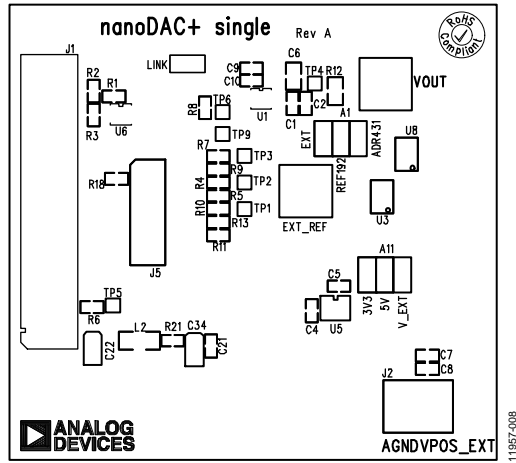 nanoDAC+ single
Rev A
RoHS
Compliant
J1
LINK
C9
C10
C6
TP4
R12
VOUT
R2
R1
R3
U6
R8
TP6
U1
C1
C2
A1
TP9
EXT
REF192
ADR431
U8
R7
TP3
R9
R18
R4
TP2
R5
R10
TP1
R13
R11
EXT_REF
U3
J5
A11
C5
3V3
5V
V_EXT
TP5
R6
C4
U5
L2
R21
C34
C22
C21
C7
C8
J2
ANALOG
DEVICES
AGNDVPOS_EXT
11957-008